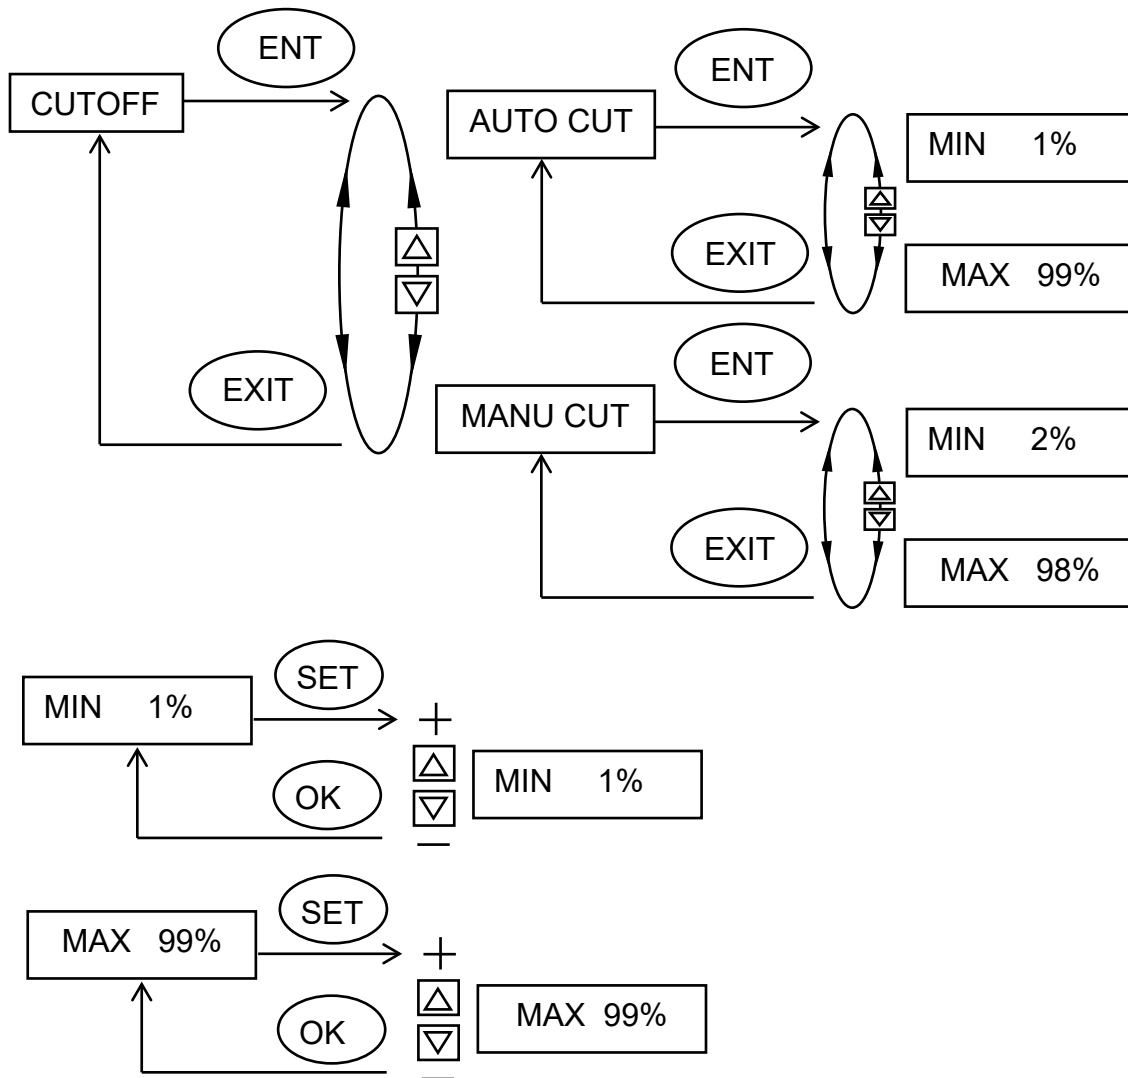 ENT
CUTOFF
EXIT
ENT
AUTO CUT
EXIT
MIN 1%
MAX 99%
ENT
MANU CUT
EXIT
MIN 2%
MAX 98%
SET
MIN 1%
+
OK
MIN 1%
—
SET
MAX 99%
+
OK
MAX 99%
—